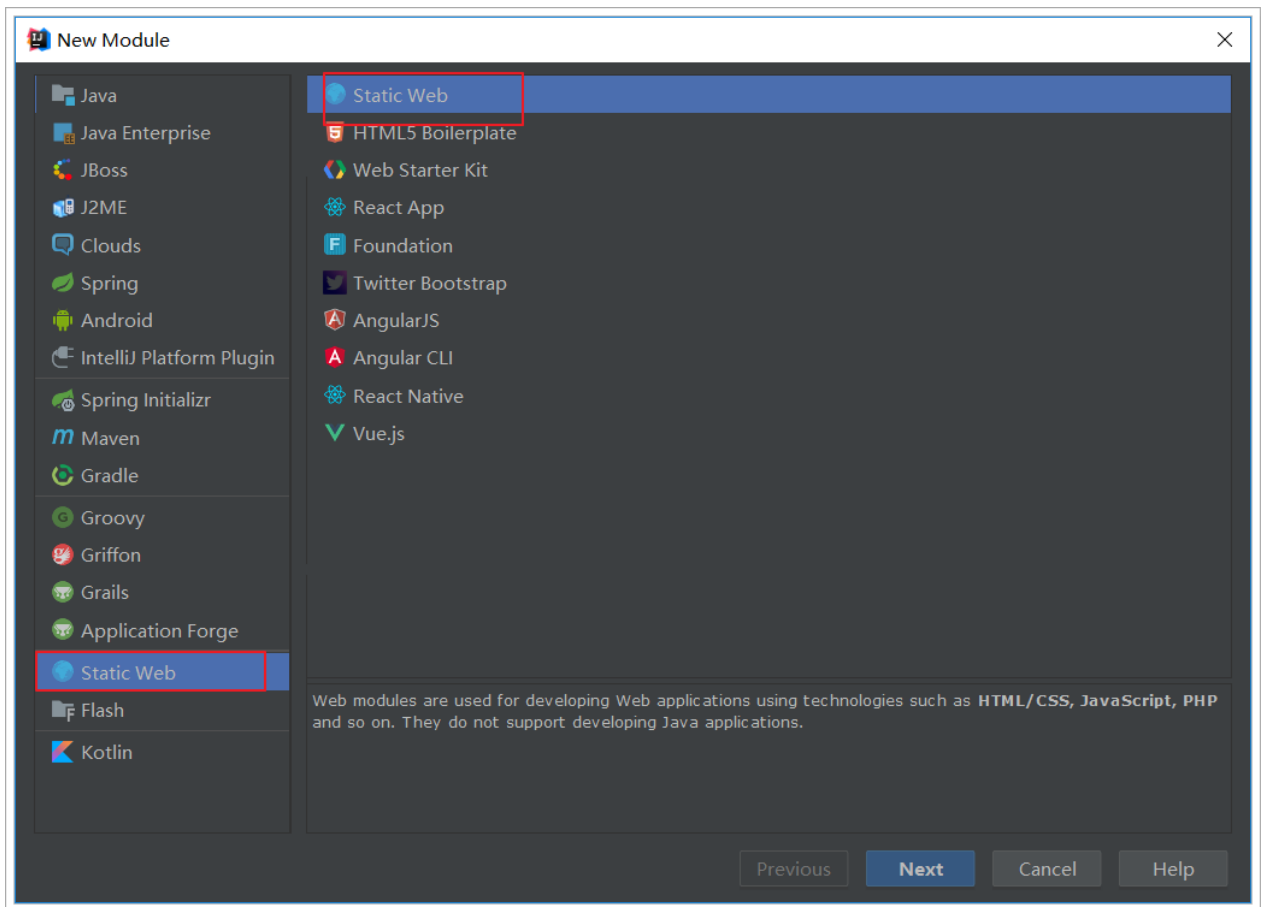 New Module
Java
Java Enterprise
JBoss
J2ME
Clouds
Spring
Android
IntelliJ Platform Plugin
Spring Initializr
Maven
Gradle
Groovy
Griffon
Grails
Application Forge
Static Web
Flash
Kotlin
Static Web
HTML5 Boilerplate
Web Starter Kit
React App
Foundation
Twitter Bootstrap
AngularJS
Angular CLI
React Native
Vue.js
Web modules are used for developing Web applications using technologies such as HTML/CSS, JavaScript, PHP
and so on. They do not support developing Java applications.
Previous
Next
Cancel
Help